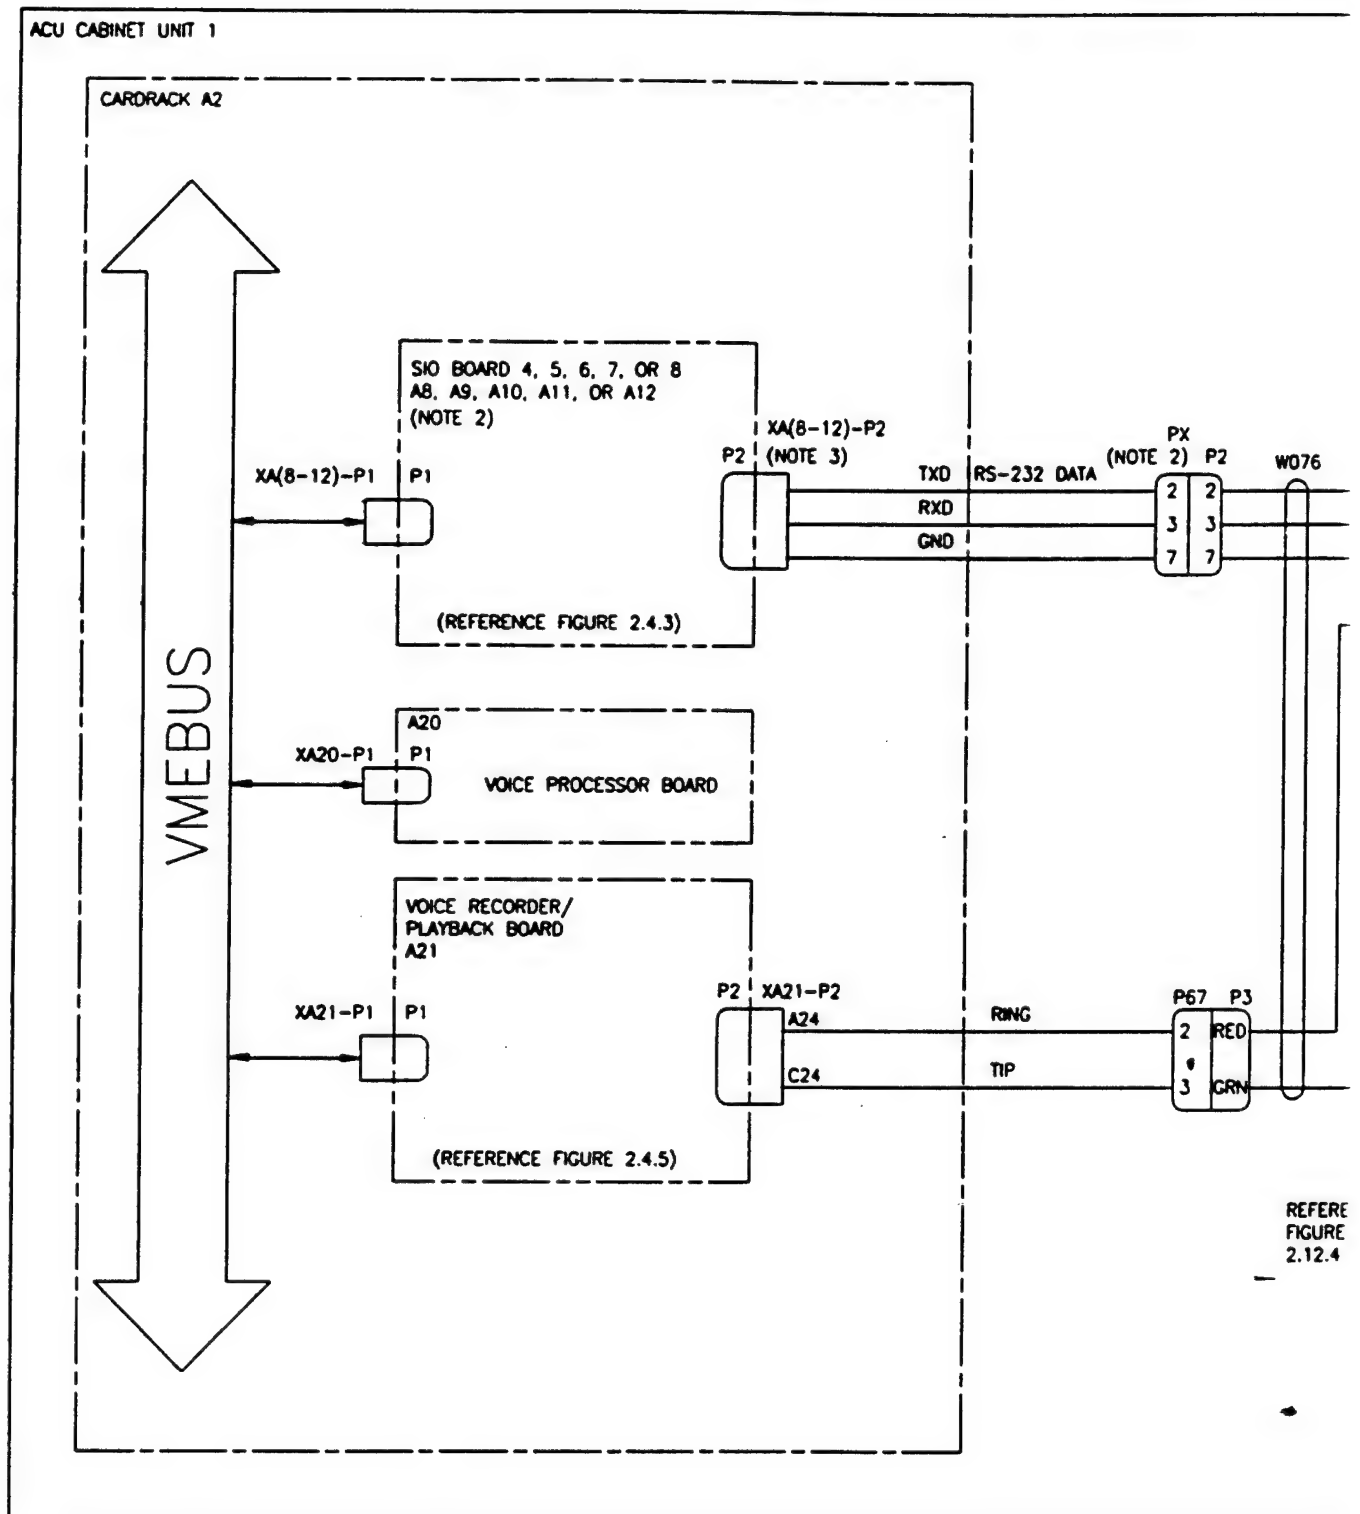 ACU CABINET UNIT 1
CARDRACK A2
VMEBUS
SIO BOARD 4, 5, 6, 7, OR 8
A8, A9, A10, A11, OR A12
(NOTE 2)
XA(8-12)-P1 P1
P2 XA(8-12)-P2
(NOTE 3)
TXD RS-232 DATA
RXD
GND
PX
(NOTE 2) P2
2 2
3 3
7 7
W076
(REFERENCE FIGURE 2.4.3)
A20
XA20-P1 P1
VOICE PROCESSOR BOARD
VOICE RECORDER/
PLAYBACK BOARD
A21
XA21-P1 P1
P2 XA21-P2
A24 RING
C24 TIP
P67 P3
2 RED
3 GRN
(REFERENCE FIGURE 2.4.5)
REFERE
FIGURE
2.12.4